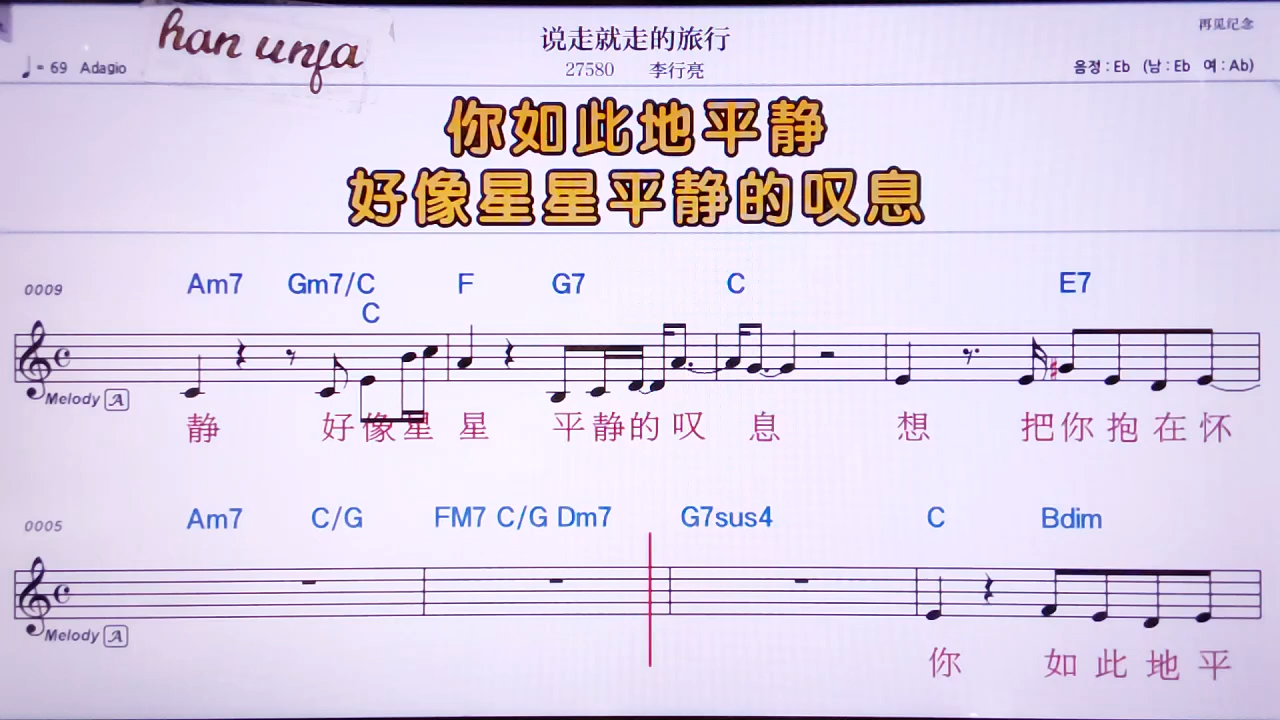 han unfa
说走就走的旅行
再见纪念
♩= 69 Adagio
27580 李行亮
음정 : Eb (남 : Eb 여 : Ab)
你如此地平静
好像星星平静的叹息
0009 Am7 Gm7/C F G7 C E7
C
Melody A
静 好像星 星 平静的叹 息 想 把你抱在怀
0005 Am7 C/G FM7 C/G Dm7 G7sus4 C Bdim
Melody A
你 如此地平